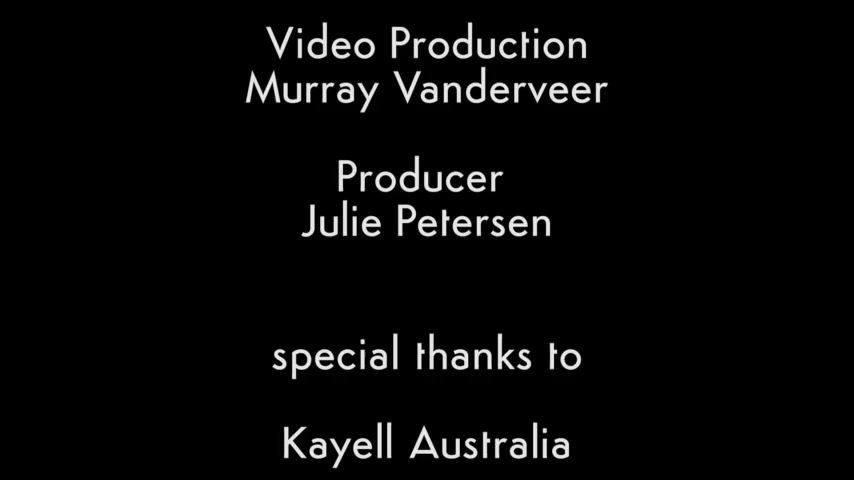 Video Production
Murray Vanderveer
Producer
Julie Petersen
special thanks to
Kayell Australia